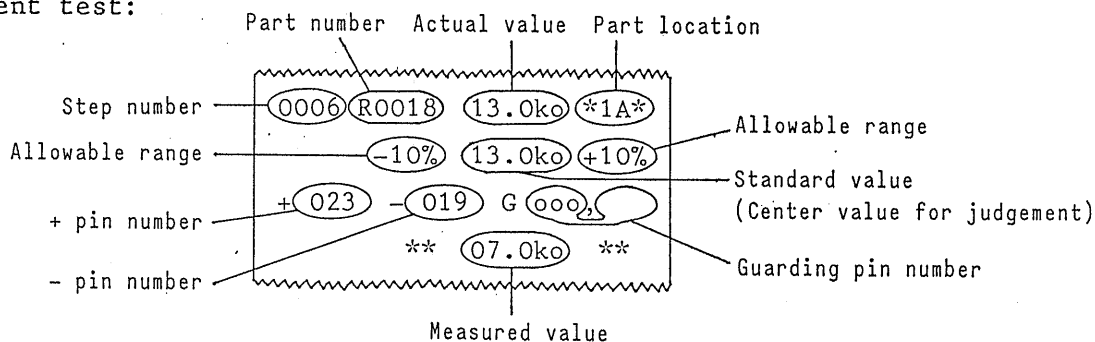 ent test:
Part number Actual value Part location
Step number 0006 R0018 13.0ko *1A*
Allowable range
Allowable range -10% 13.0ko +10%
Standard value
(Center value for judgement)
+ 023 - 019 G 000,
+ pin number
** 07.0ko **
Guarding pin number
- pin number
Measured value